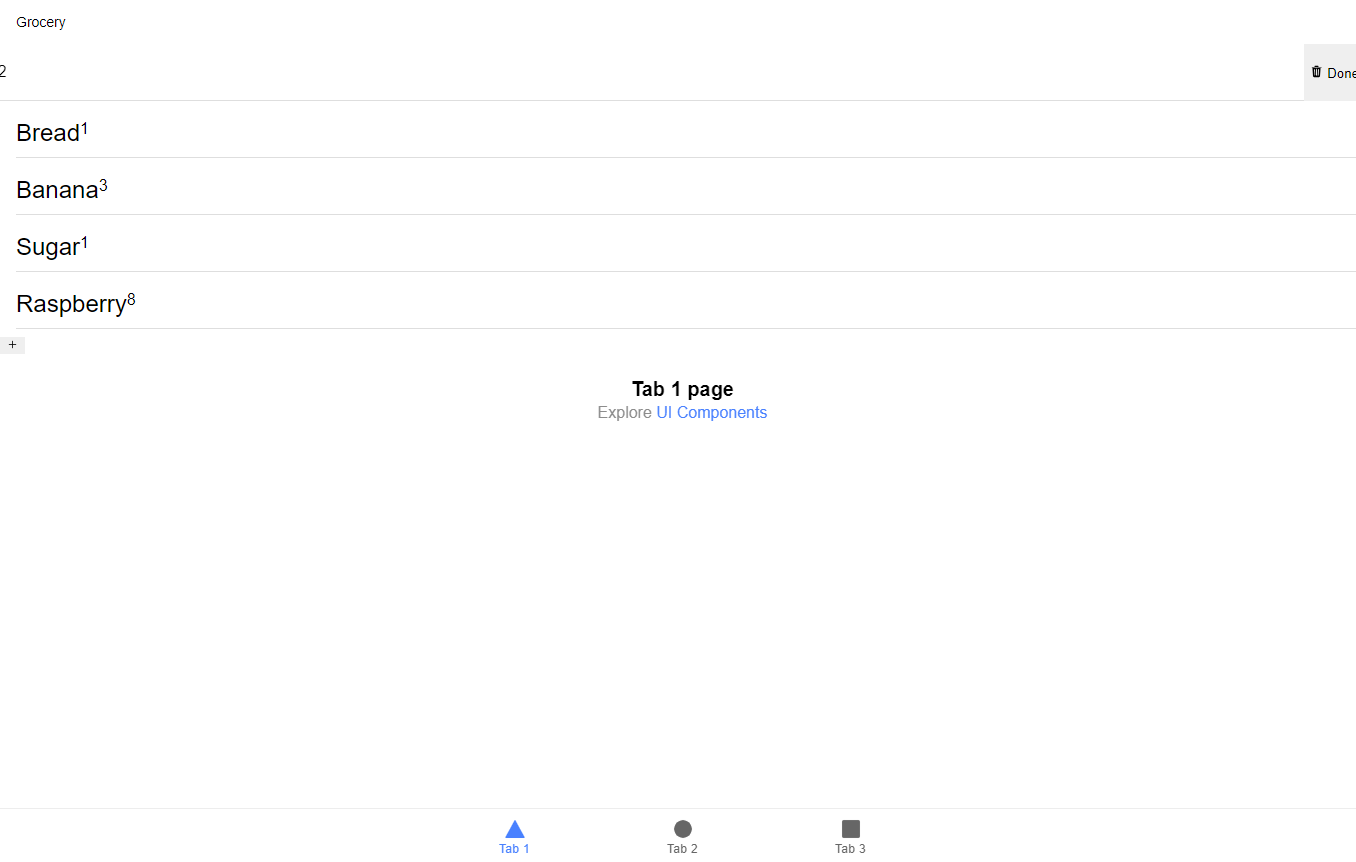 Grocery
2
Done
Bread1
Banana3
Sugar1
Raspberry8
+
Tab 1 page
Explore UI Components
Tab 1 Tab 2 Tab 3